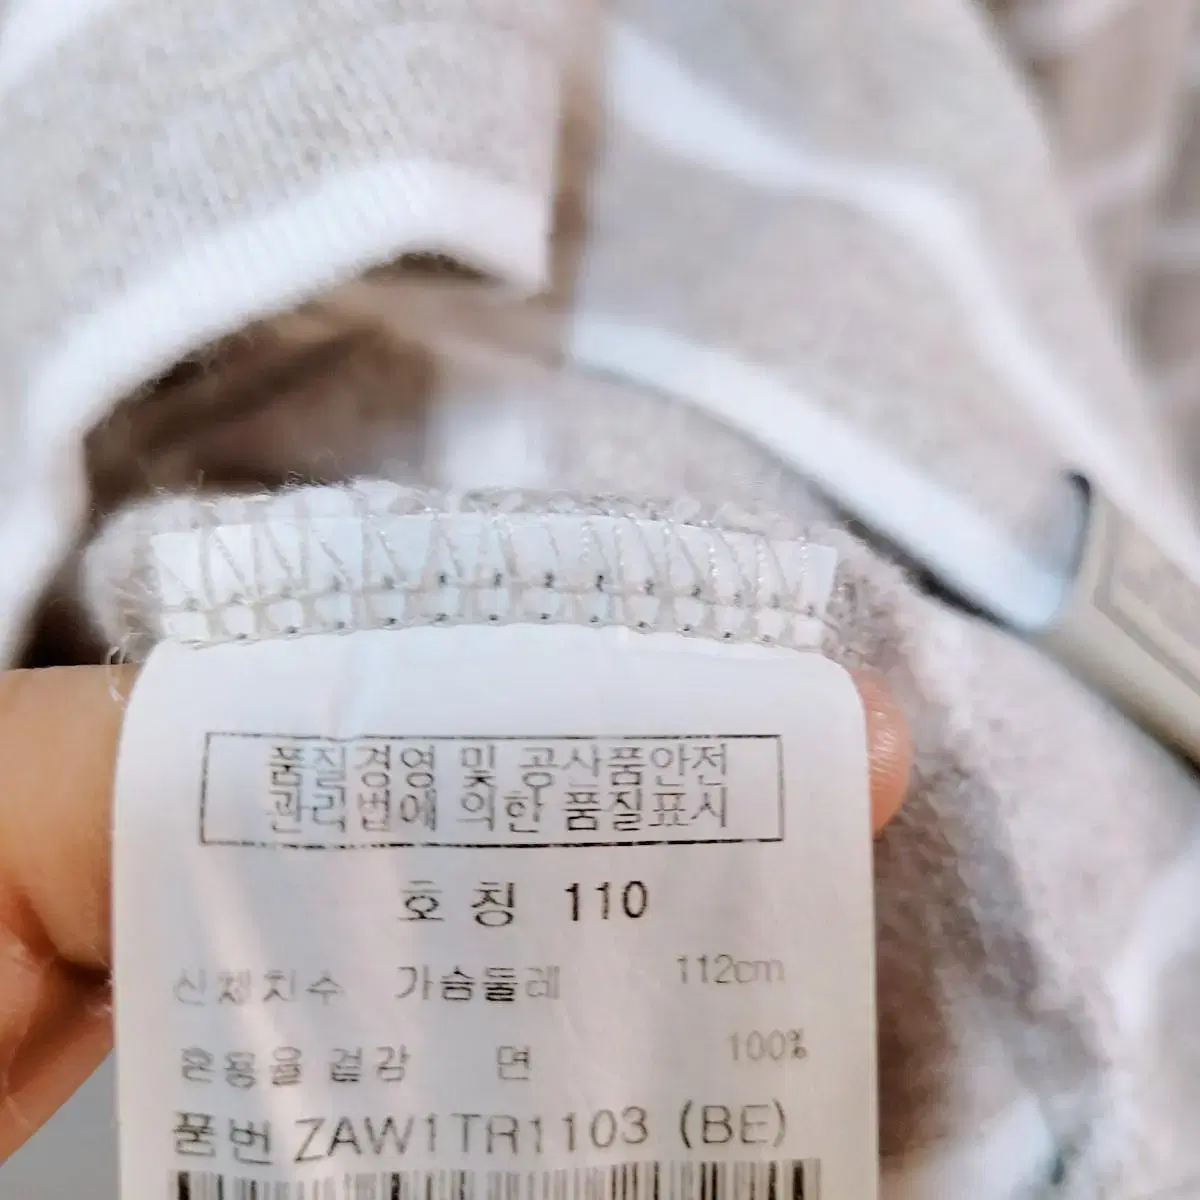 품질경영 및 공산품안전
관리법에 의한 품질표시
호칭 110
신체치수 가슴둘레 112cm
혼용율 겉감 면 100%
품번 ZAW1TR1103 (BE)